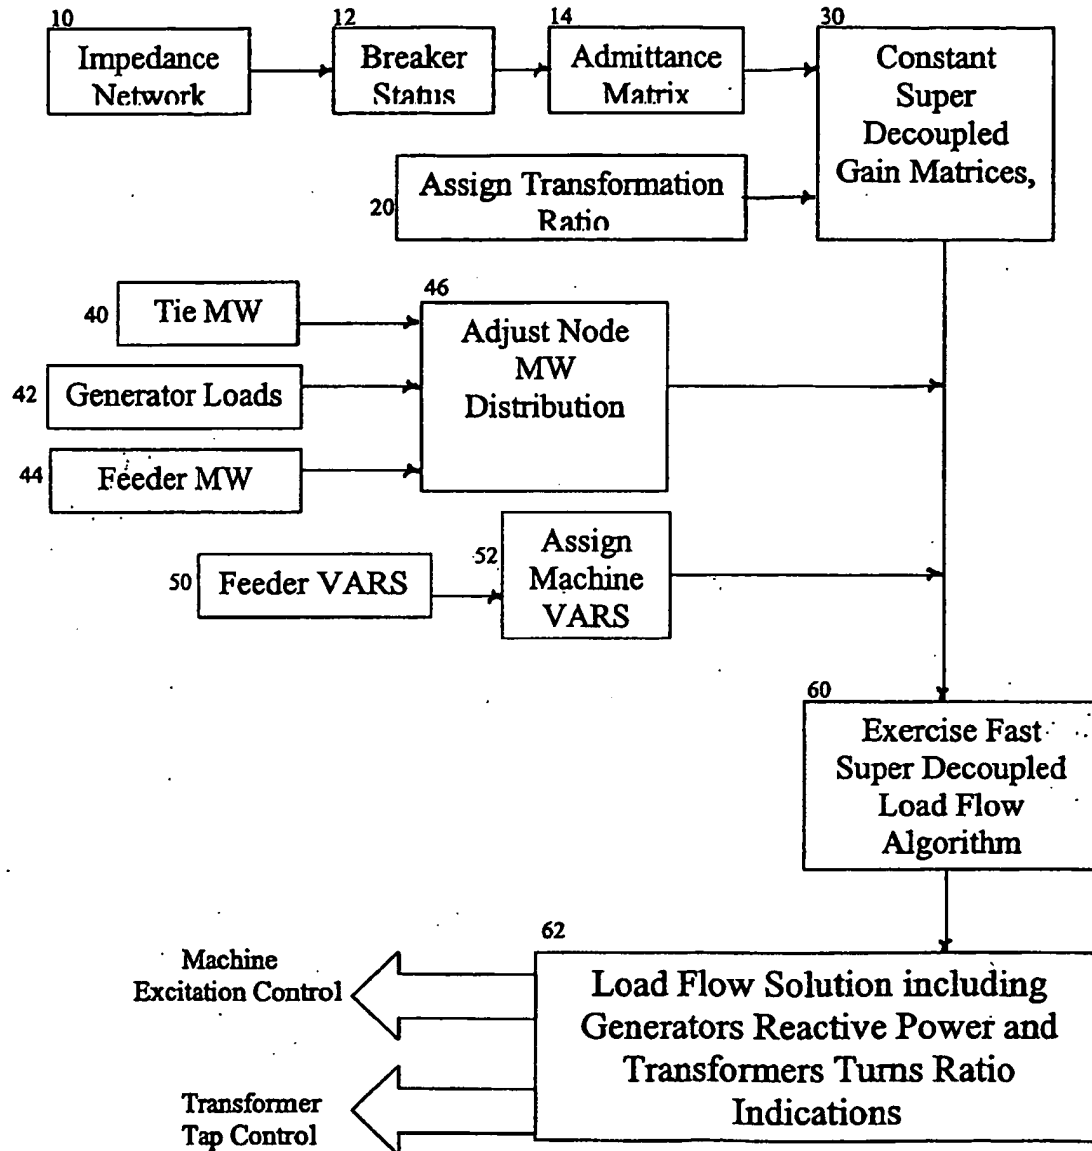 10
Impedance
Network
12
Breaker
Status
14
Admittance
Matrix
30
Constant
Super
Decoupled
Gain Matrices,
20
Assign Transformation
Ratio
40
Tie MW
42
Generator Loads
44
Feeder MW
46
Adjust Node
MW
Distribution
50
Feeder VARS
52
Assign
Machine
VARS
60
Exercise Fast
Super Decoupled
Load Flow
Algorithm
62
Load Flow Solution including
Generators Reactive Power and
Transformers Turns Ratio
Indications
Machine
Excitation Control
Transformer
Tap Control